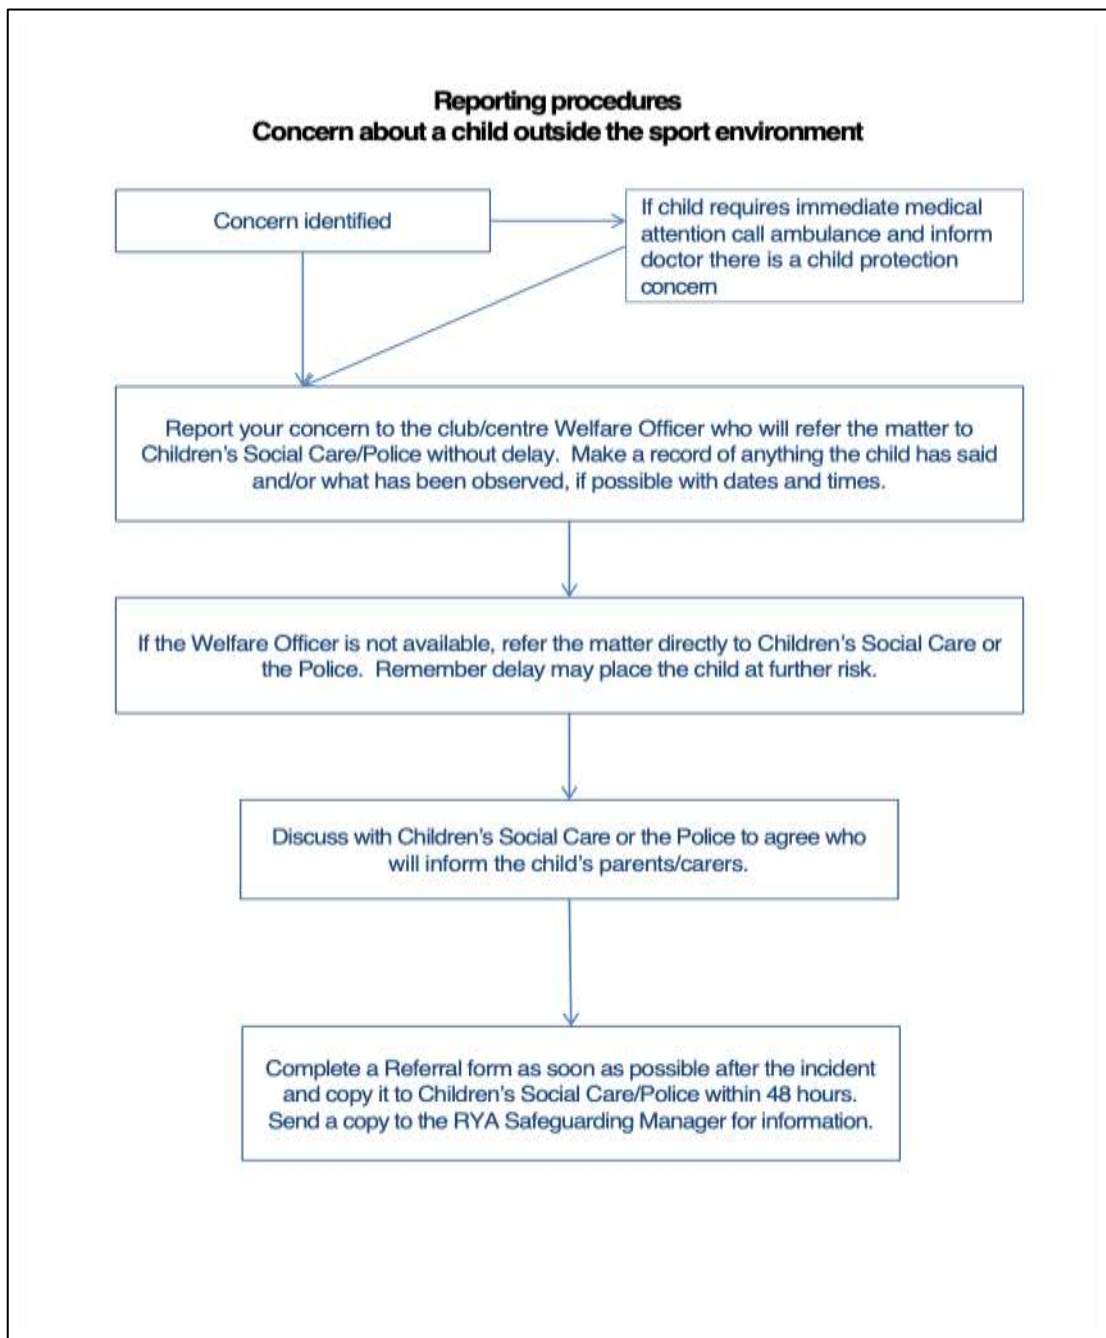 Reporting procedures
Concern about a child outside the sport environment
Concern identified
If child requires immediate medical
attention call ambulance and inform
doctor there is a child protection
concern
Report your concern to the club/centre Welfare Officer who will refer the matter to
Children's Social Care/Police without delay.  Make a record of anything the child has said
and/or what has been observed, if possible with dates and times.
If the Welfare Officer is not available, refer the matter directly to Children's Social Care or
the Police.  Remember delay may place the child at further risk.
Discuss with Children's Social Care or the Police to agree who
will inform the child's parents/carers.
Complete a Referral form as soon as possible after the incident
and copy it to Children's Social Care/Police within 48 hours.
Send a copy to the RYA Safeguarding Manager for information.